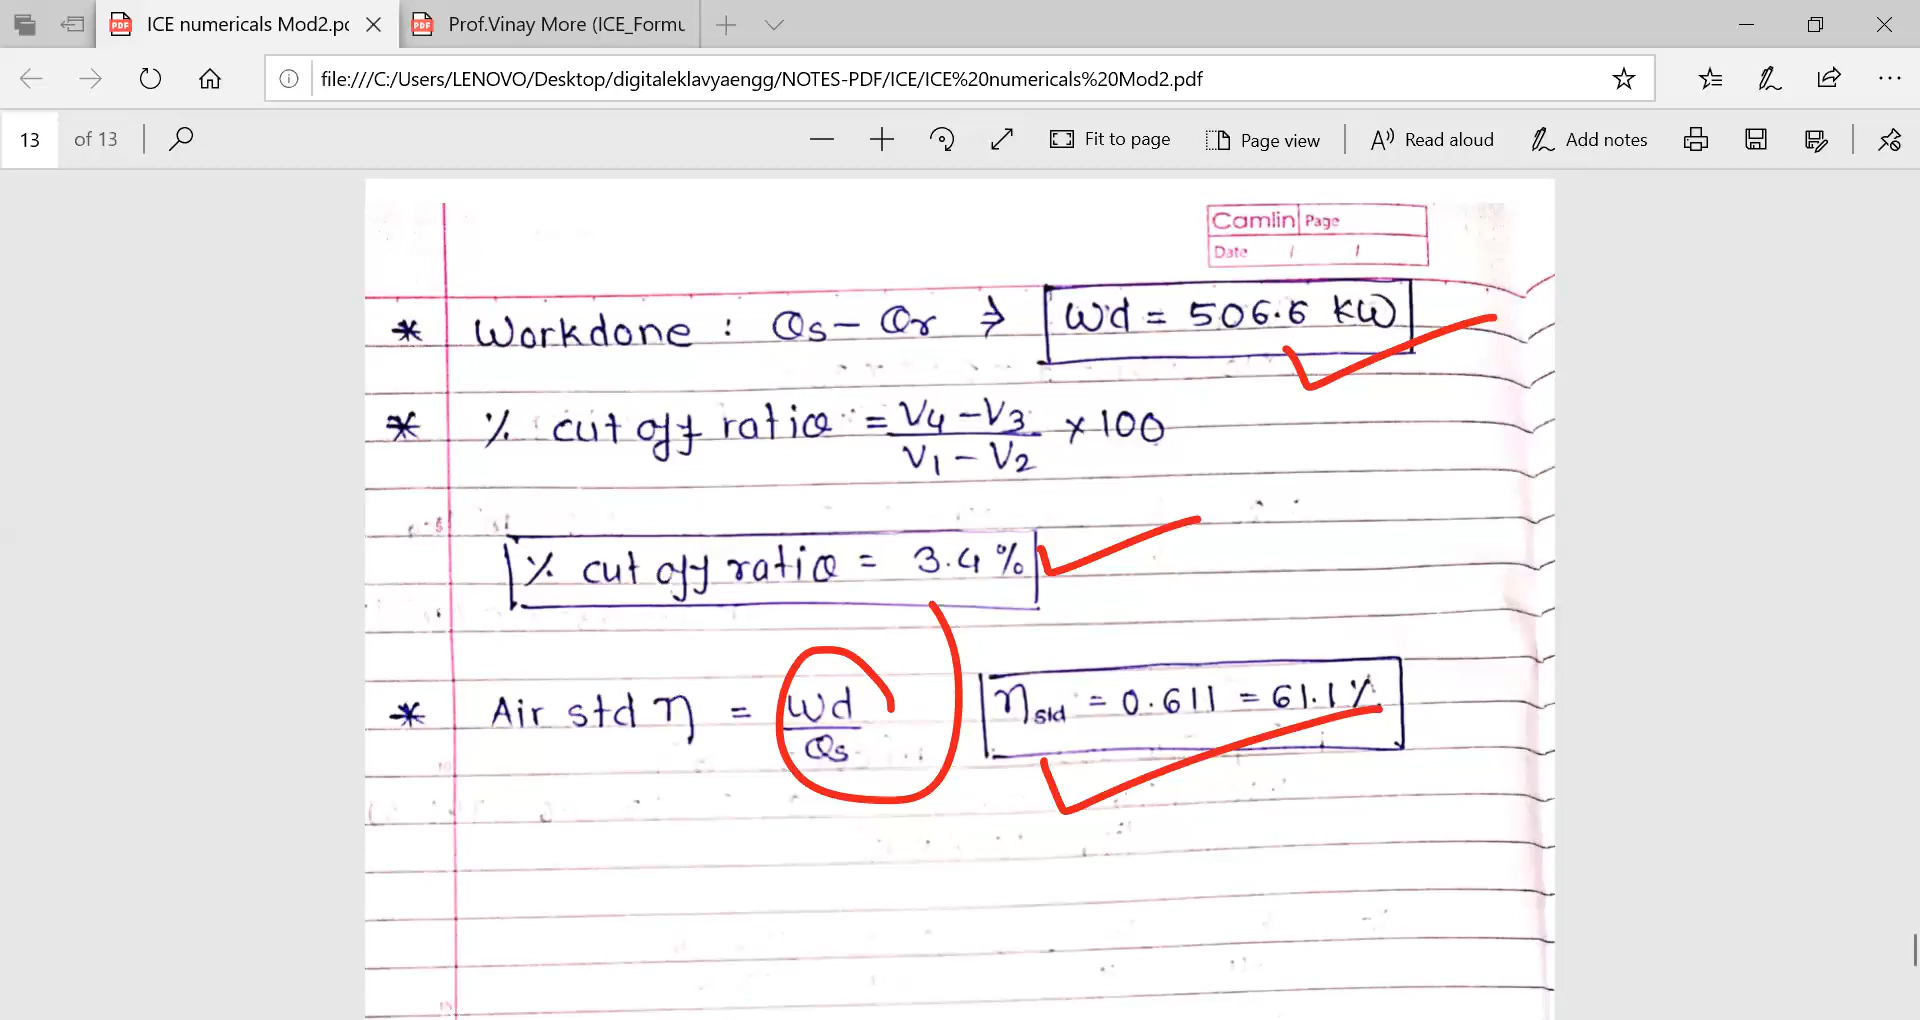 ICE numericals Mod2.pc
Prof.Vinay More (ICE_Formu
file:///C:/Users/LENOVO/Desktop/digitaleklavyaengg/NOTES-PDF/ICE/ICE%20numericals%20Mod2.pdf
13 of 13
Fit to page
Page view
Read aloud
Add notes
Camlin Page
Date / /
* Workdone : Qs - Qr ⇒ Wd = 506.6 KW
* % cut off ratio = V4 - V3 / V1 - V2 × 100
% cut off ratio = 3.4 %
* Air std η = Wd / Qs ηstd = 0.611 = 61.1 %